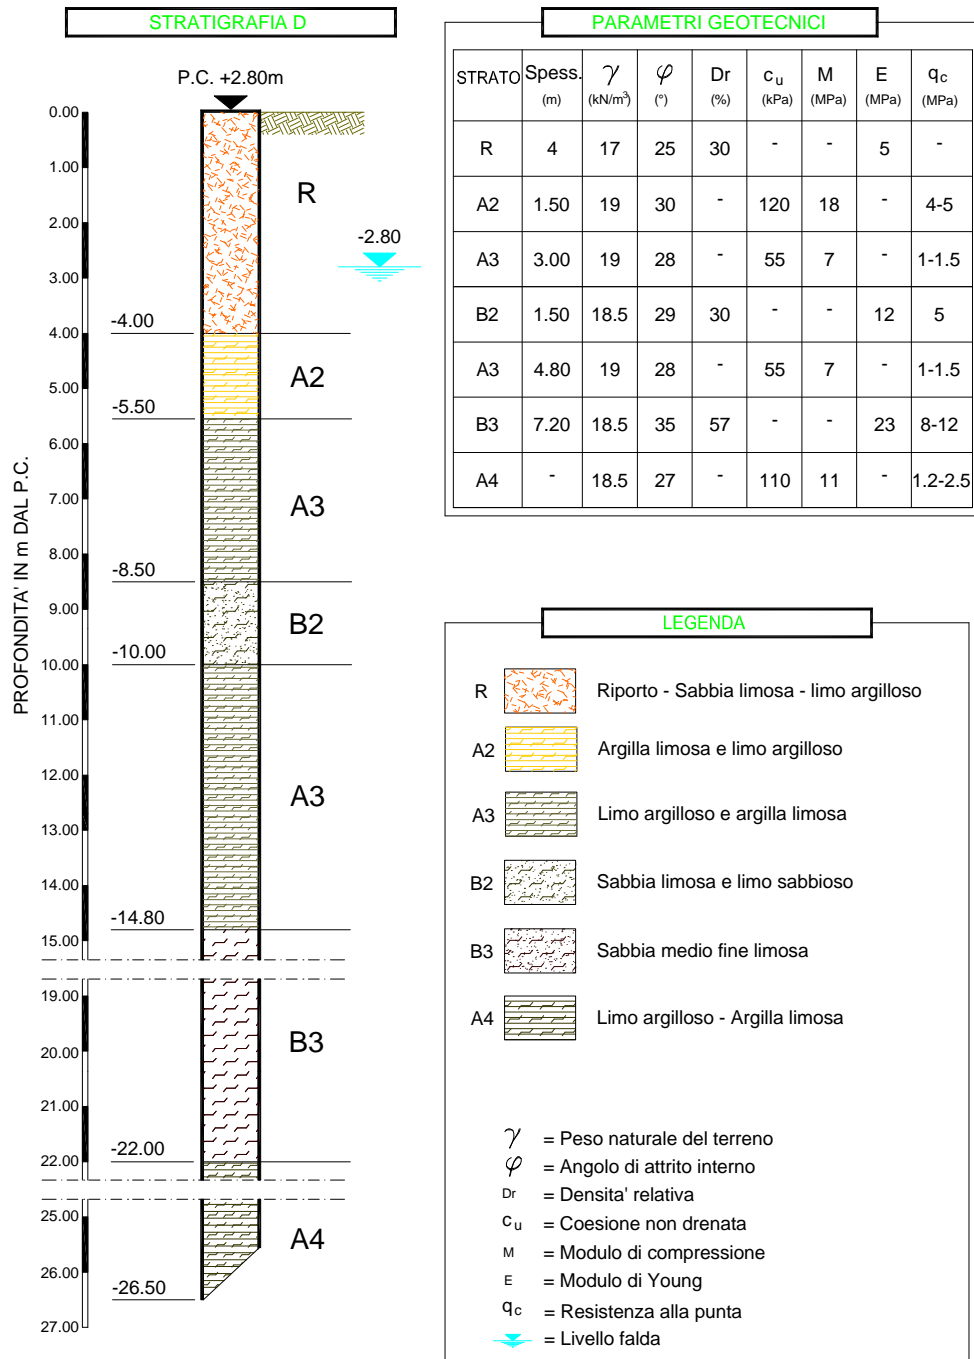 STRATIGRAFIA D
P.C. +2.80m
PROFONDITA' IN m DAL P.C.
0.00
1.00
2.00
3.00
4.00
5.00
6.00
7.00
8.00
9.00
10.00
11.00
12.00
13.00
14.00
15.00
19.00
20.00
21.00
22.00
25.00
26.00
27.00
-4.00
-5.50
-8.50
-10.00
-14.80
-22.00
-26.50
R
-2.80
A2
A3
B2
A3
B3
A4
PARAMETRI GEOTECNICI
STRATO Spess. (m) γ (kN/m³) φ (°) Dr (%) cu (kPa) M (MPa) E (MPa) qc (MPa)
R 4 17 25 30 - - 5 -
A2 1.50 19 30 - 120 18 - 4-5
A3 3.00 19 28 - 55 7 - 1-1.5
B2 1.50 18.5 29 30 - - 12 5
A3 4.80 19 28 - 55 7 - 1-1.5
B3 7.20 18.5 35 57 - - 23 8-12
A4 - 18.5 27 - 110 11 - 1.2-2.5
LEGENDA
R Riporto - Sabbia limosa - limo argilloso
A2 Argilla limosa e limo argilloso
A3 Limo argilloso e argilla limosa
B2 Sabbia limosa e limo sabbioso
B3 Sabbia medio fine limosa
A4 Limo argilloso - Argilla limosa
γ = Peso naturale del terreno
φ = Angolo di attrito interno
Dr = Densita' relativa
cu = Coesione non drenata
M = Modulo di compressione
E = Modulo di Young
qc = Resistenza alla punta
= Livello falda